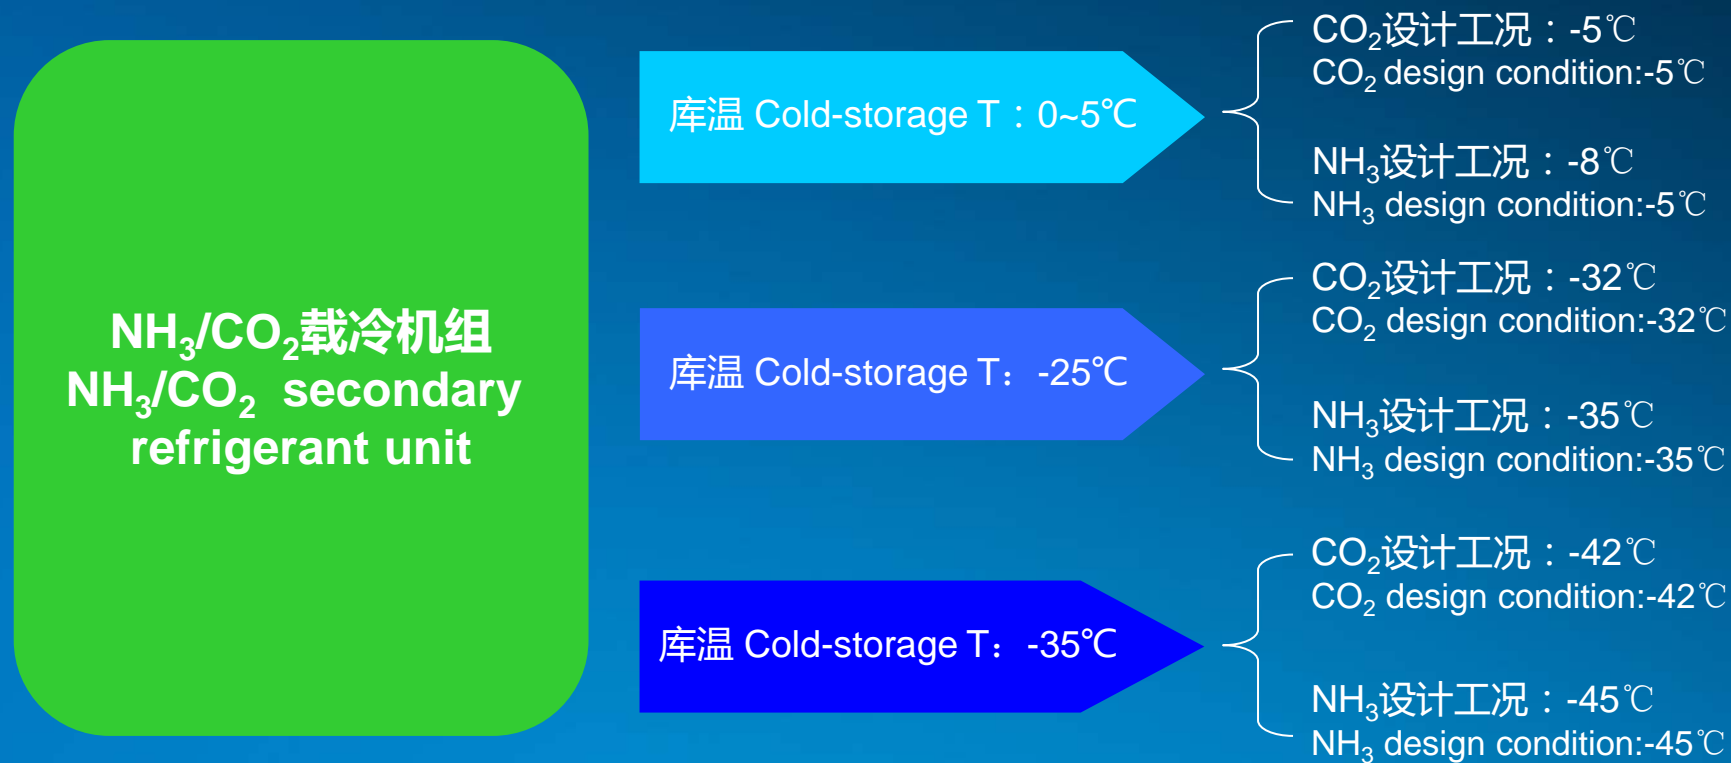 NH₃/CO₂载冷机组
NH₃/CO₂ secondary
refrigerant unit
库温 Cold-storage T：0~5℃
CO₂设计工况：-5℃
CO₂ design condition:-5℃
NH₃设计工况：-8℃
NH₃ design condition:-5℃
库温 Cold-storage T：-25℃
CO₂设计工况：-32℃
CO₂ design condition:-32℃
NH₃设计工况：-35℃
NH₃ design condition:-35℃
库温 Cold-storage T：-35℃
CO₂设计工况：-42℃
CO₂ design condition:-42℃
NH₃设计工况：-45℃
NH₃ design condition:-45℃